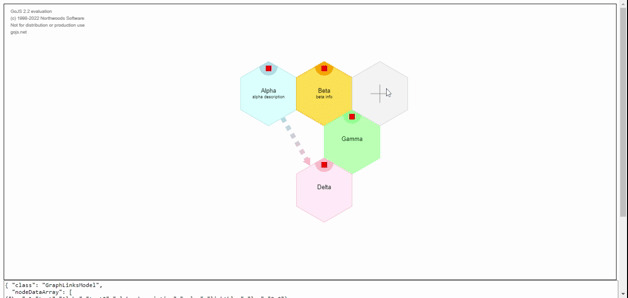 GoJS 2.2 evaluation
(c) 1998-2022 Northwoods Software
Not for distribution or production use
gojs.net
Alpha
alpha description
Beta
beta info
Gamma
Delta
{ "class": "GraphLinksModel",
"nodeDataArray": [